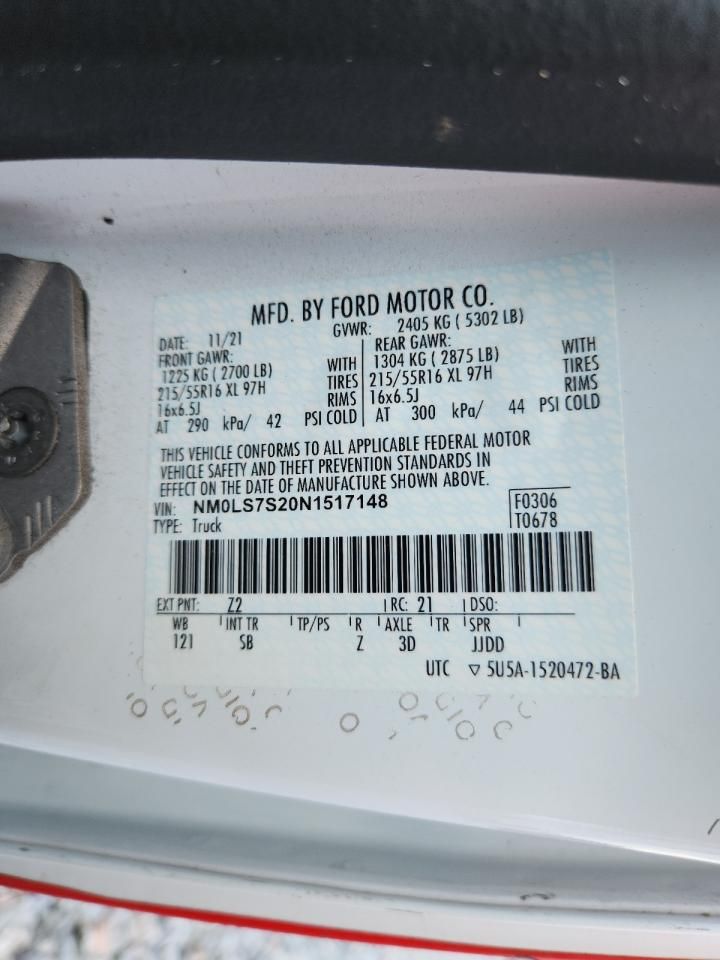 MFD. BY FORD MOTOR CO.
DATE: 11/21 GVWR: 2405 KG ( 5302 LB)
FRONT GAWR: REAR GAWR:
1225 KG ( 2700 LB) WITH 1304 KG ( 2875 LB) WITH
215/55R16 XL 97H TIRES 215/55R16 XL 97H TIRES
16x6.5J RIMS 16x6.5J RIMS
AT 290 kPa/ 42 PSI COLD AT 300 kPa/ 44 PSI COLD
THIS VEHICLE CONFORMS TO ALL APPLICABLE FEDERAL MOTOR
VEHICLE SAFETY AND THEFT PREVENTION STANDARDS IN
EFFECT ON THE DATE OF MANUFACTURE SHOWN ABOVE.
VIN: NM0LS7S20N1517148 F0306
TYPE: Truck T0678
EXT PNT: Z2 RC: 21 DSO:
WB INT TR TP/PS R AXLE TR SPR
121 SB Z 3D JJDD
UTC ▽ 5U5A-1520472-BA